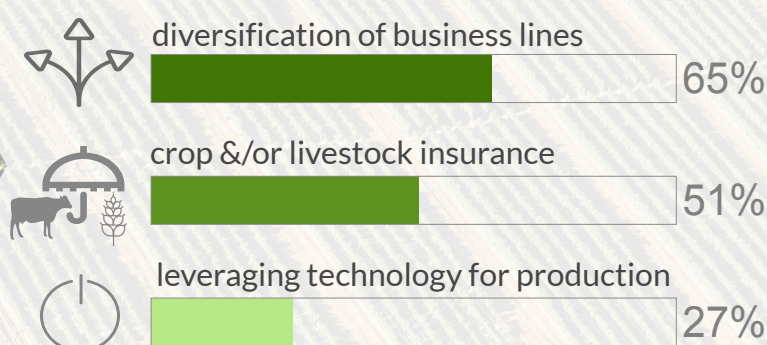 diversification of business lines
65%
crop &/or livestock insurance
51%
leveraging technology for production
27%